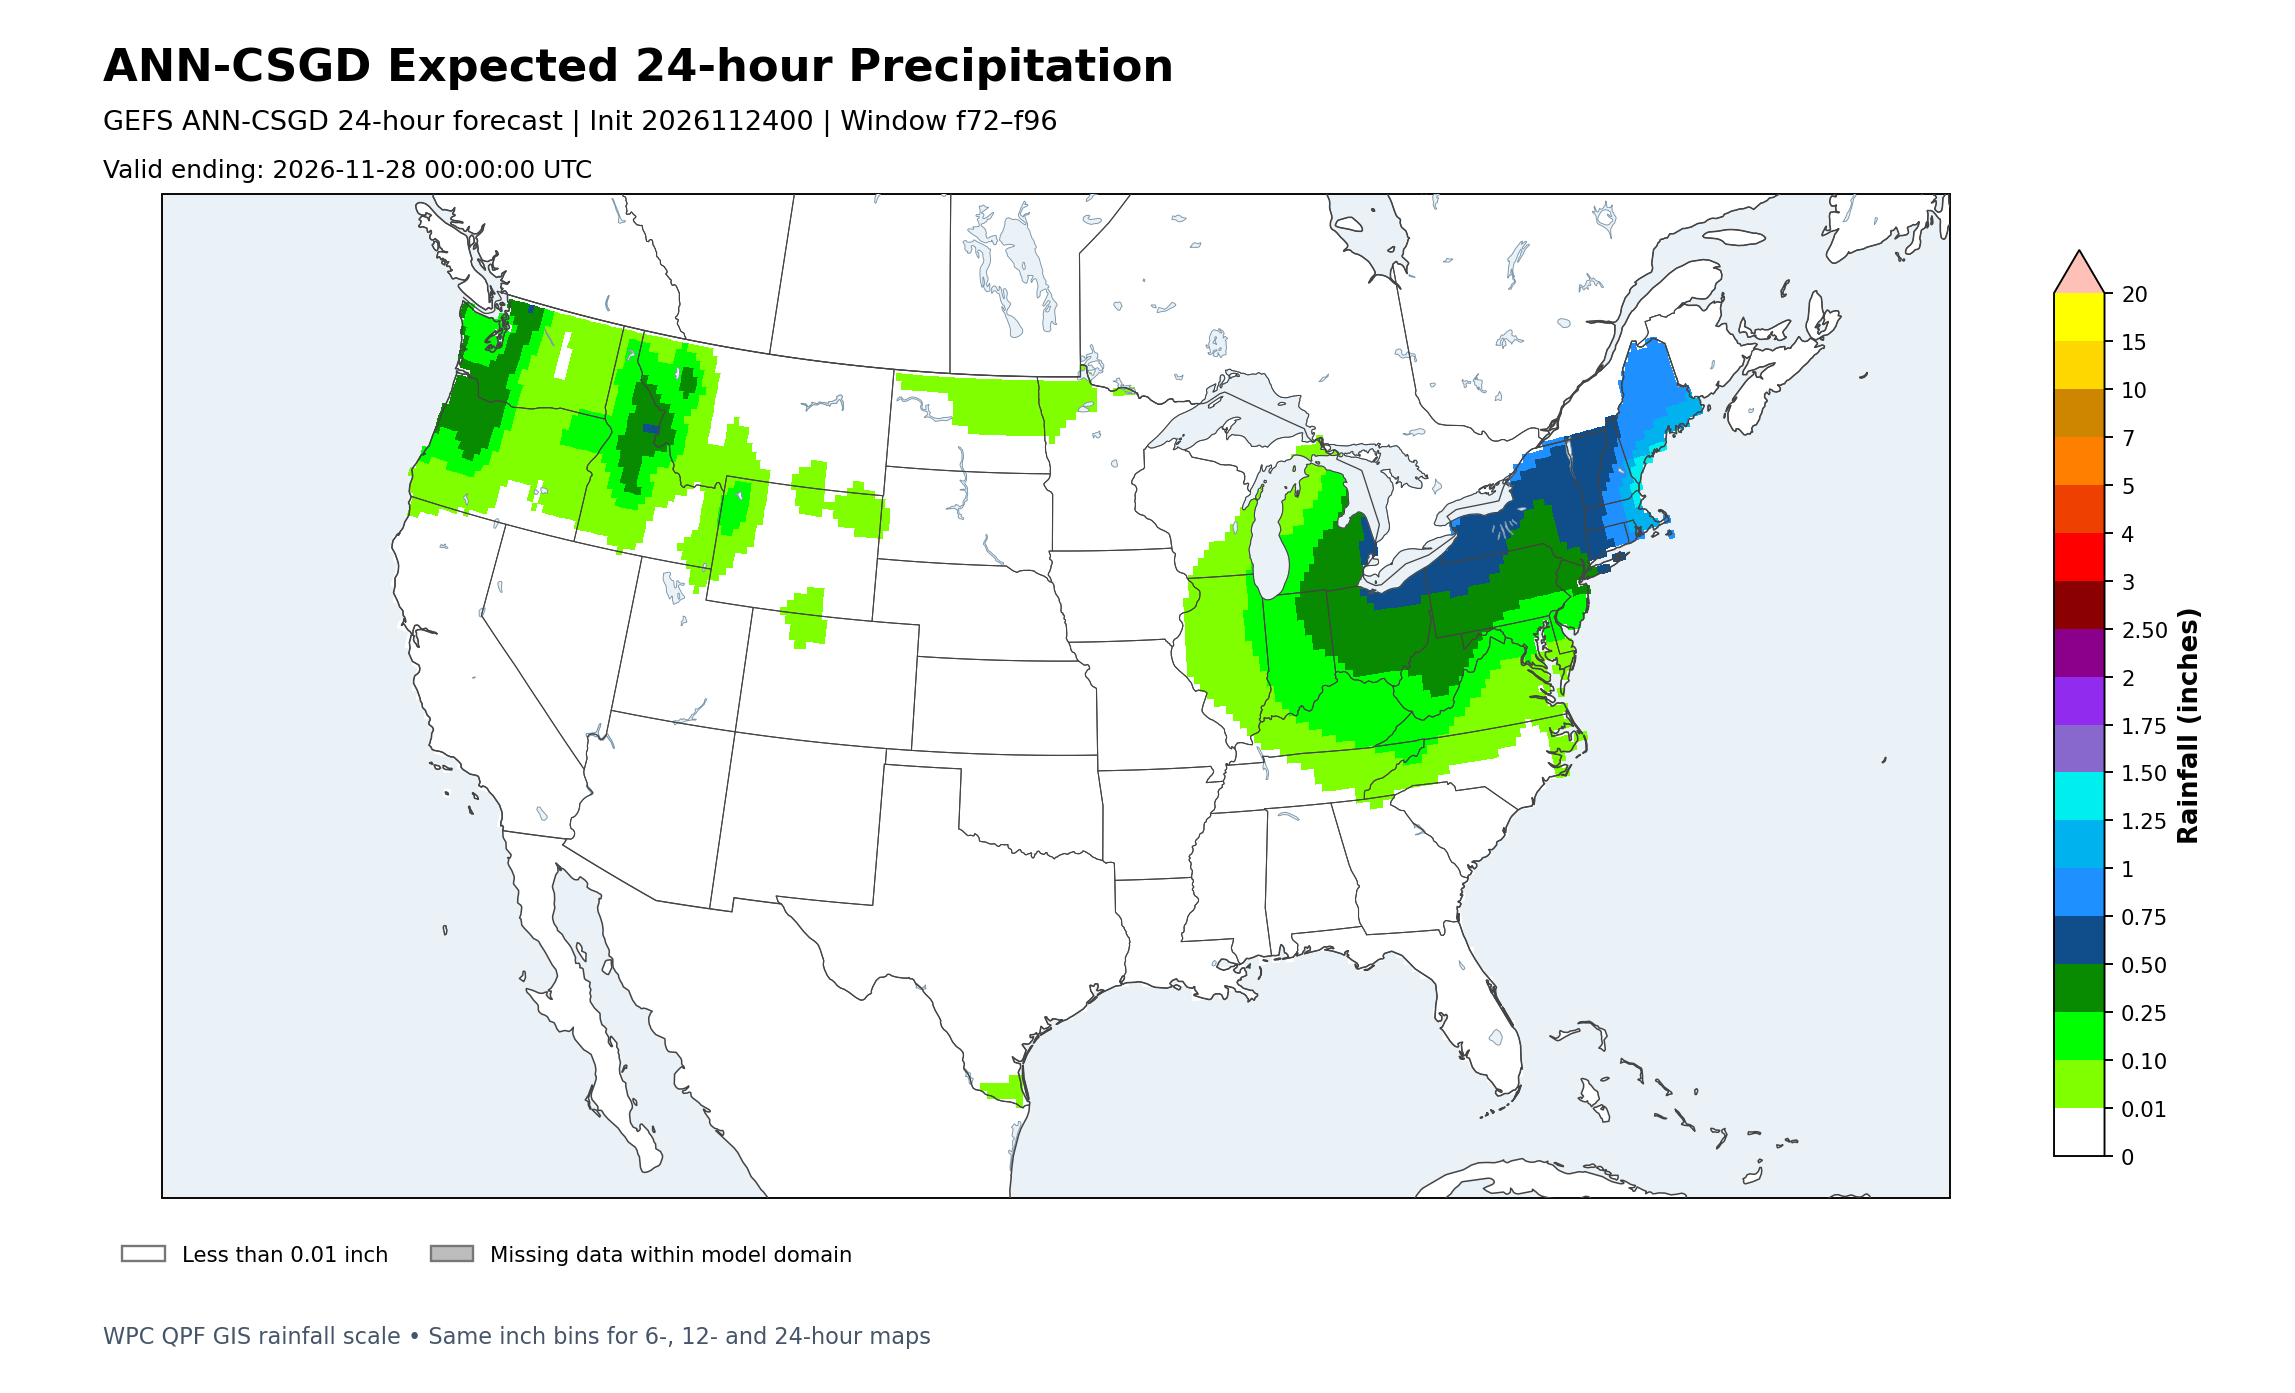 ANN-CSGD Expected 24-hour Precipitation
GEFS ANN-CSGD 24-hour forecast | Init 2026112400 | Window f72–f96
Valid ending: 2026-11-28 00:00:00 UTC
20
15
10
7
5
4
3
2.50
2
1.75
1.50
1.25
1
0.75
0.50
0.25
0.10
0.01
0
Rainfall (inches)
Less than 0.01 inch
Missing data within model domain
WPC QPF GIS rainfall scale • Same inch bins for 6-, 12- and 24-hour maps